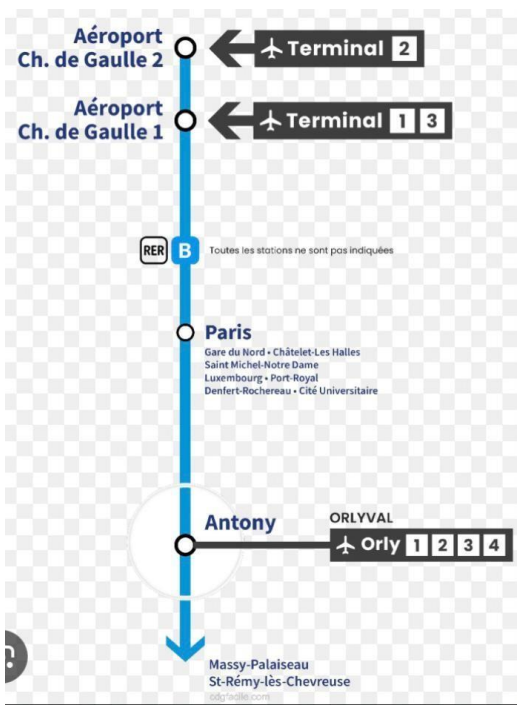 Aéroport
Ch. de Gaulle 2
Terminal 2
Aéroport
Ch. de Gaulle 1
Terminal 1 3
RER B
Toutes les stations ne sont pas indiquées
Paris
Gare du Nord • Châtelet-Les Halles
Saint Michel-Notre Dame
Luxembourg • Port-Royal
Denfert-Rochereau • Cité Universitaire
Antony
ORLYVAL
Orly 1 2 3 4
Massy-Palaiseau
St-Rémy-lès-Chevreuse
cdgfacile.com